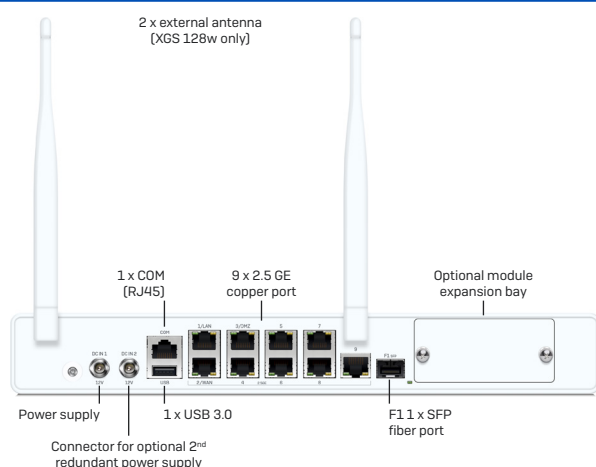 2 x external antenna
(XGS 128w only)
1 x COM
(RJ45)
9 x 2.5 GE
copper port
Optional module
expansion bay
COM
1/LAN
3/DMZ
5
7
9
F1
DC IN 1
DC IN 2
12V
12V
USB
2/WAN
4
6
8
Power supply
1 x USB 3.0
F1 1 x SFP
fiber port
Connector for optional 2nd
redundant power supply